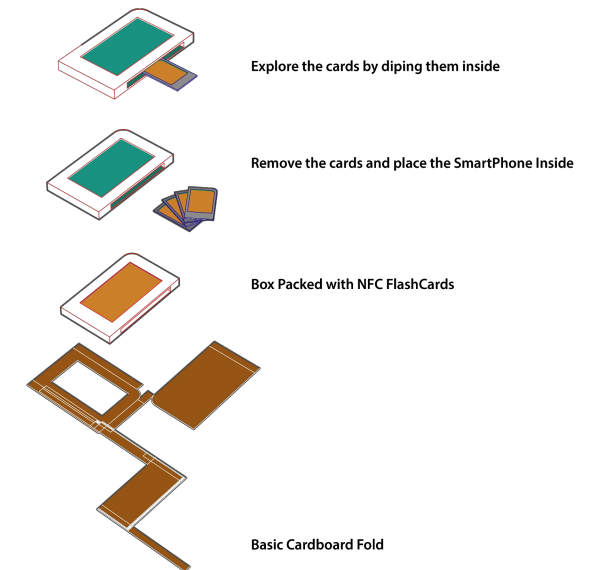 Explore the cards by diping them inside
Remove the cards and place the SmartPhone Inside
Box Packed with NFC FlashCards
Basic Cardboard Fold